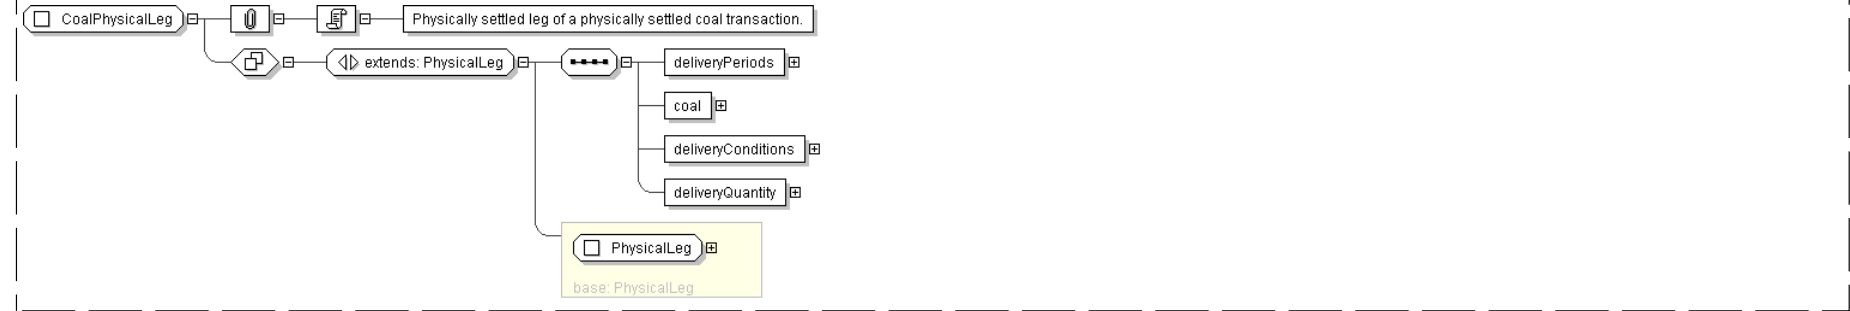 CoalPhysicalLeg
Physically settled leg of a physically settled coal transaction.
extends: PhysicalLeg
deliveryPeriods
coal
deliveryConditions
deliveryQuantity
PhysicalLeg
base: PhysicalLeg